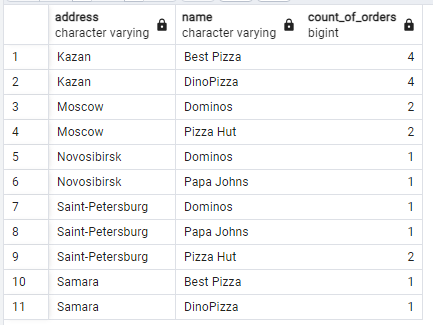 address name count_of_orders
character varying character varying bigint
1 Kazan Best Pizza 4
2 Kazan DinoPizza 4
3 Moscow Dominos 2
4 Moscow Pizza Hut 2
5 Novosibirsk Dominos 1
6 Novosibirsk Papa Johns 1
7 Saint-Petersburg Dominos 1
8 Saint-Petersburg Papa Johns 1
9 Saint-Petersburg Pizza Hut 2
10 Samara Best Pizza 1
11 Samara DinoPizza 1